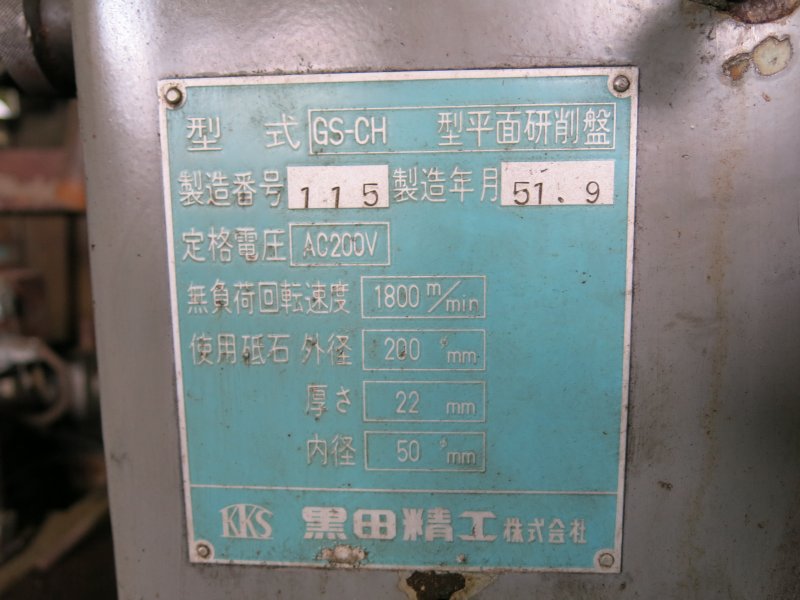 型 式 GS-CH 型平面研削盤
製造番号 115 製造年月 51.9
定格電圧 AC200V
無負荷回転速度 1800 m/min
使用砥石 外径 200 mm
厚さ 22 mm
内径 50 mm
KKS 黒田精工株式会社